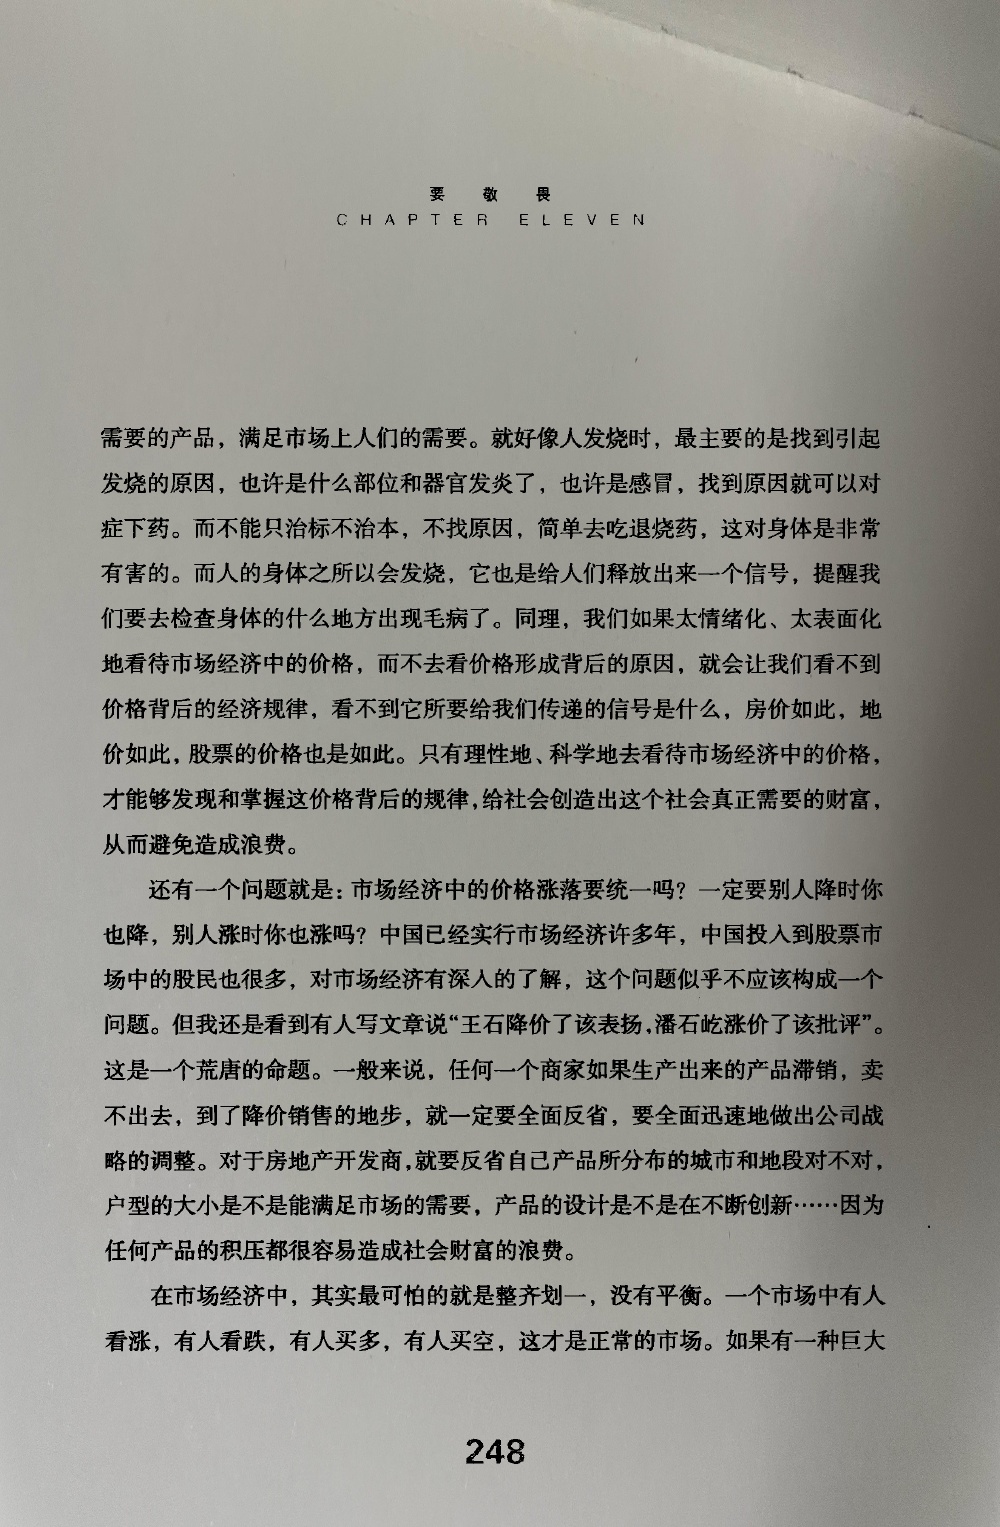 要敬畏
CHAPTER ELEVEN
需要的产品，满足市场上人们的需要。就好像人发烧时，最主要的是找到引起
发烧的原因，也许是什么部位和器官发炎了，也许是感冒，找到原因就可以对
症下药。而不能只治标不治本，不找原因，简单去吃退烧药，这对身体是非常
有害的。而人的身体之所以会发烧，它也是给人们释放出来一个信号，提醒我
们要去检查身体的什么地方出现毛病了。同理，我们如果太情绪化、太表面化
地看待市场经济中的价格，而不去看价格形成背后的原因，就会让我们看不到
价格背后的经济规律，看不到它所要给我们传递的信号是什么，房价如此，地
价如此，股票的价格也是如此。只有理性地、科学地去看待市场经济中的价格，
才能够发现和掌握这价格背后的规律，给社会创造出这个社会真正需要的财富，
从而避免造成浪费。
还有一个问题就是：市场经济中的价格涨落要统一吗？一定要别人降时你
也降，别人涨时你也涨吗？中国已经实行市场经济许多年，中国投入到股票市
场中的股民也很多，对市场经济有深入的了解，这个问题似乎不应该构成一个
问题。但我还是看到有人写文章说“王石降价了该表扬，潘石屹涨价了该批评”。
这是一个荒唐的命题。一般来说，任何一个商家如果生产出来的产品滞销，卖
不出去，到了降价销售的地步，就一定要全面反省，要全面迅速地做出公司战
略的调整。对于房地产开发商，就要反省自己产品所分布的城市和地段对不对，
户型的大小是不是能满足市场的需要，产品的设计是不是在不断创新……因为
任何产品的积压都很容易造成社会财富的浪费。
在市场经济中，其实最可怕的就是整齐划一，没有平衡。一个市场中有人
看涨，有人看跌，有人买多，有人买空，这才是正常的市场。如果有一种巨大
248